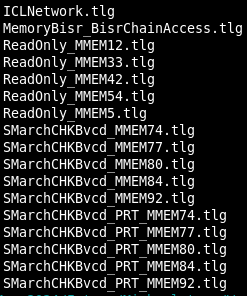 ICLNetwork.tlg
MemoryBisr_BisrChainAccess.tlg
ReadOnly_MMEM12.tlg
ReadOnly_MMEM33.tlg
ReadOnly_MMEM42.tlg
ReadOnly_MMEM54.tlg
ReadOnly_MMEM5.tlg
SMarchCHKBvcd_MMEM74.tlg
SMarchCHKBvcd_MMEM77.tlg
SMarchCHKBvcd_MMEM80.tlg
SMarchCHKBvcd_MMEM84.tlg
SMarchCHKBvcd_MMEM92.tlg
SMarchCHKBvcd_PRT_MMEM74.tlg
SMarchCHKBvcd_PRT_MMEM77.tlg
SMarchCHKBvcd_PRT_MMEM80.tlg
SMarchCHKBvcd_PRT_MMEM84.tlg
SMarchCHKBvcd_PRT_MMEM92.tlg